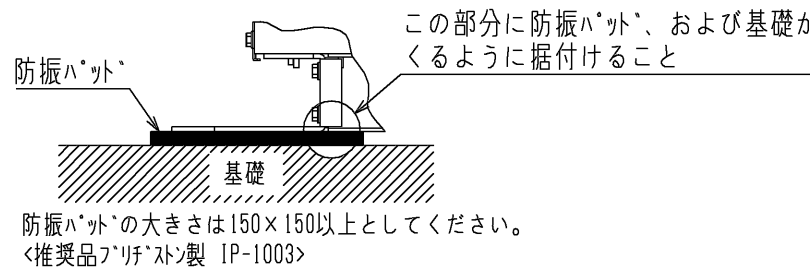 この部分に防振パット゛、および基礎が
くるように据付けること
防振パット゛
基礎
防振パット゛の大きさは150×150以上としてください。
<推奨品ブリヂストン製 IP-1003>